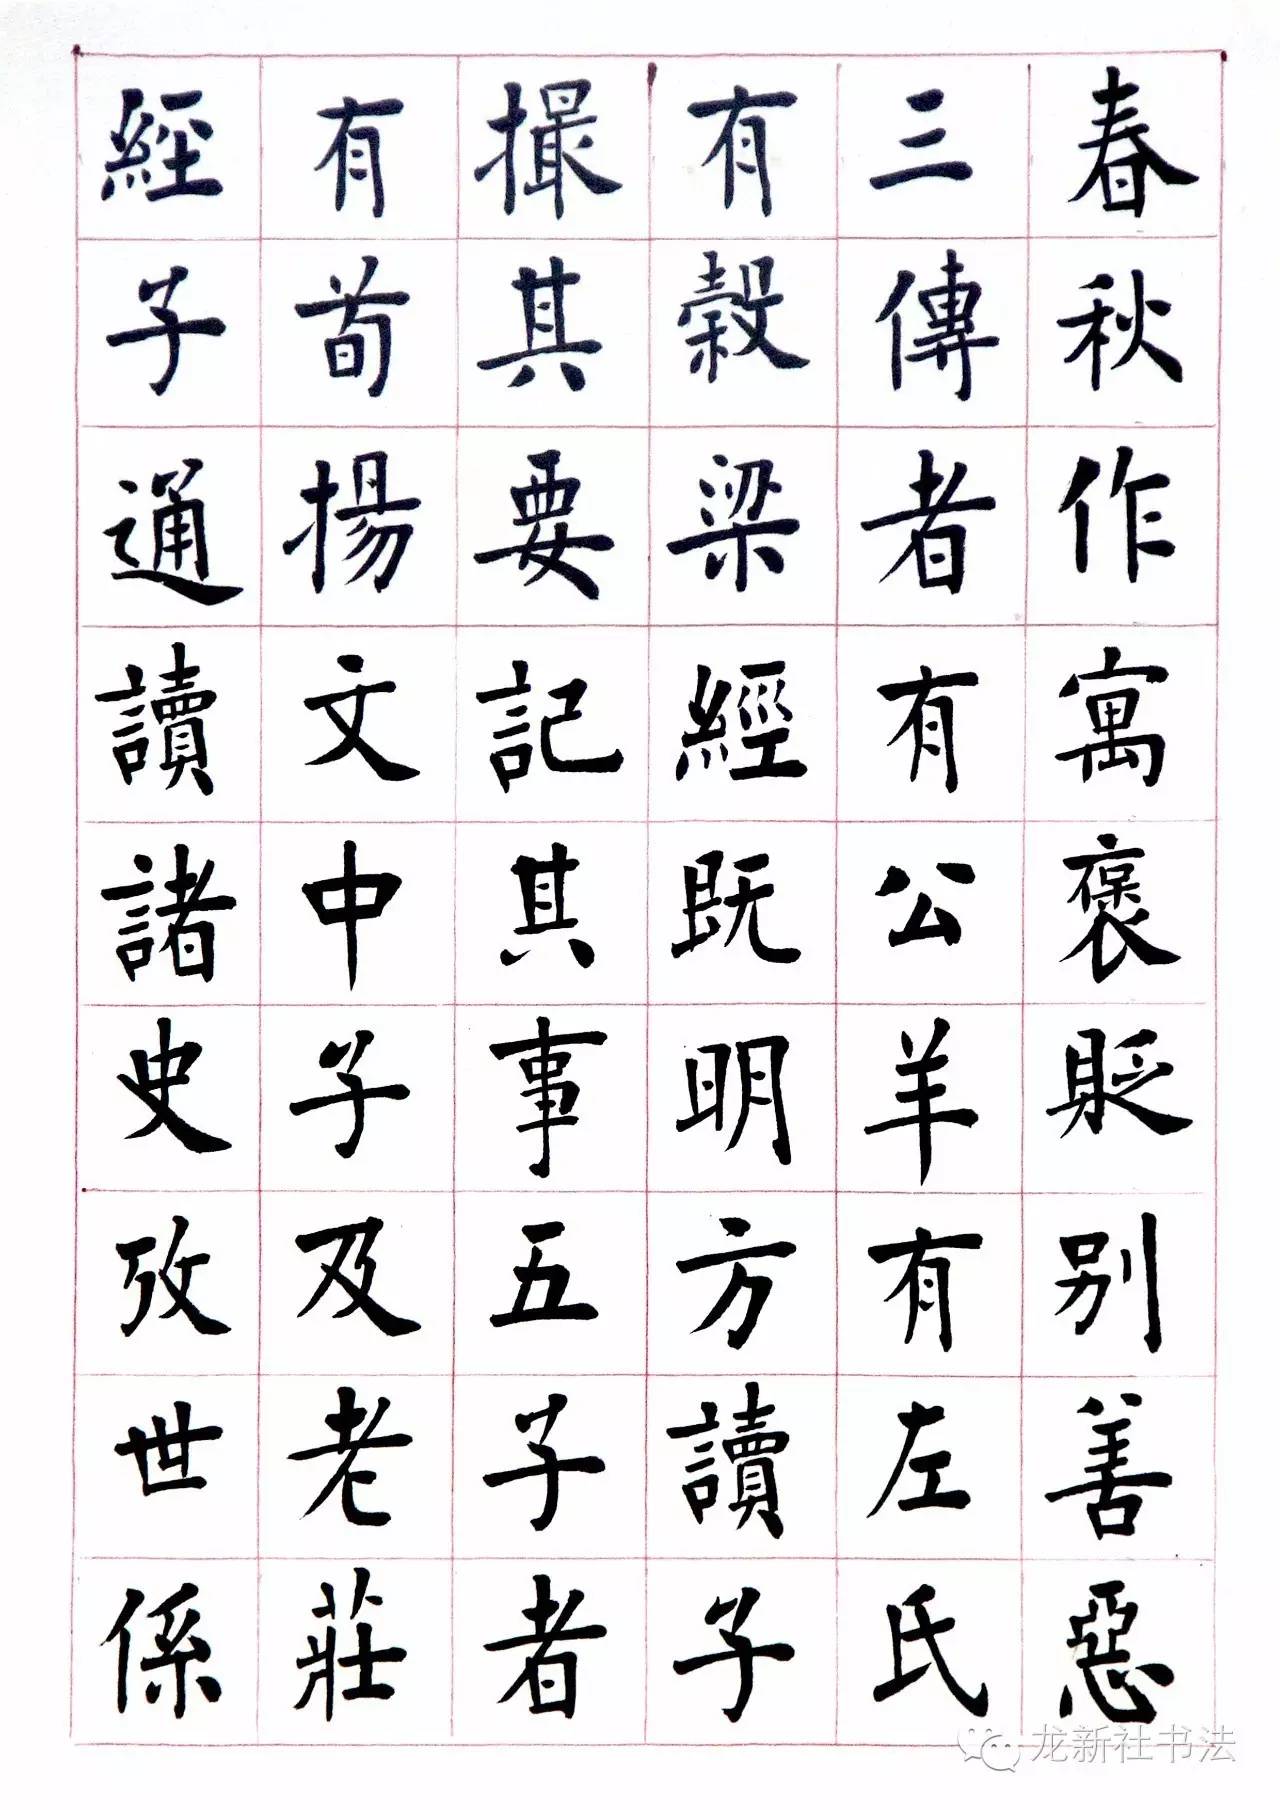 春秋作寓褒貶别善惡
三傳者有公羊有左氏
有穀梁經既明方讀子
撮其要記其事五子者
有荀揚文中子及老莊
經子通讀諸史攷世係
龙新社书法